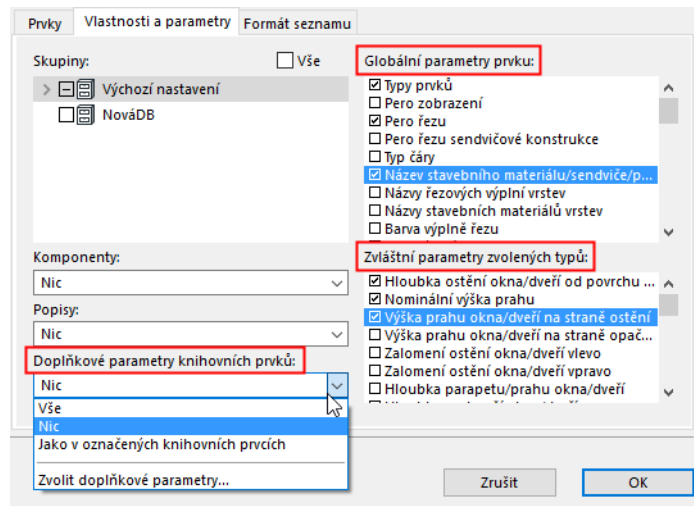 Prvky
Vlastnosti a parametry
Formát seznamu
Skupiny:
Vše
Výchozí nastavení
NováDB
Komponenty:
Nic
Popisy:
Nic
Doplňkové parametry knihovních prvků:
Nic
Vše
Nic
Jako v označených knihovních prvcích
Zvolit doplňkové parametry...
Globální parametry prvku:
Typy prvků
Pero zobrazení
Pero řezu
Pero řezu sendvičové konstrukce
Typ čáry
Název stavebního materiálu/sendviče/p...
Názvy řezových výplní vrstev
Názvy stavebních materiálů vrstev
Barva výplně řezu
Zvláštní parametry zvolených typů:
Hloubka ostění okna/dveří od povrchu ...
Nominální výška prahu
Výška prahu okna/dveří na straně ostění
Výška prahu okna/dveří na straně opač...
Zalomení ostění okna/dveří vlevo
Zalomení ostění okna/dveří vpravo
Hloubka parapetu/prahu okna/dveří
Zrušit
OK